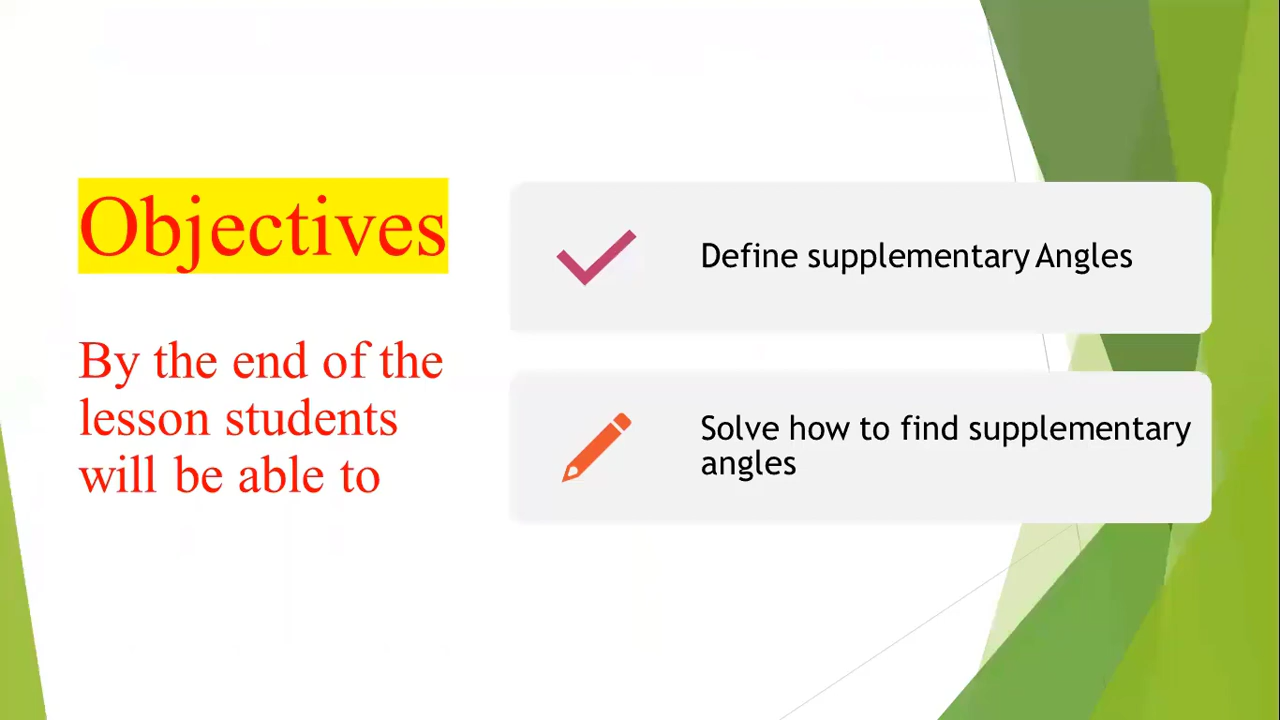 Objectives
By the end of the
lesson students
will be able to
Define supplementary Angles
Solve how to find supplementary
angles